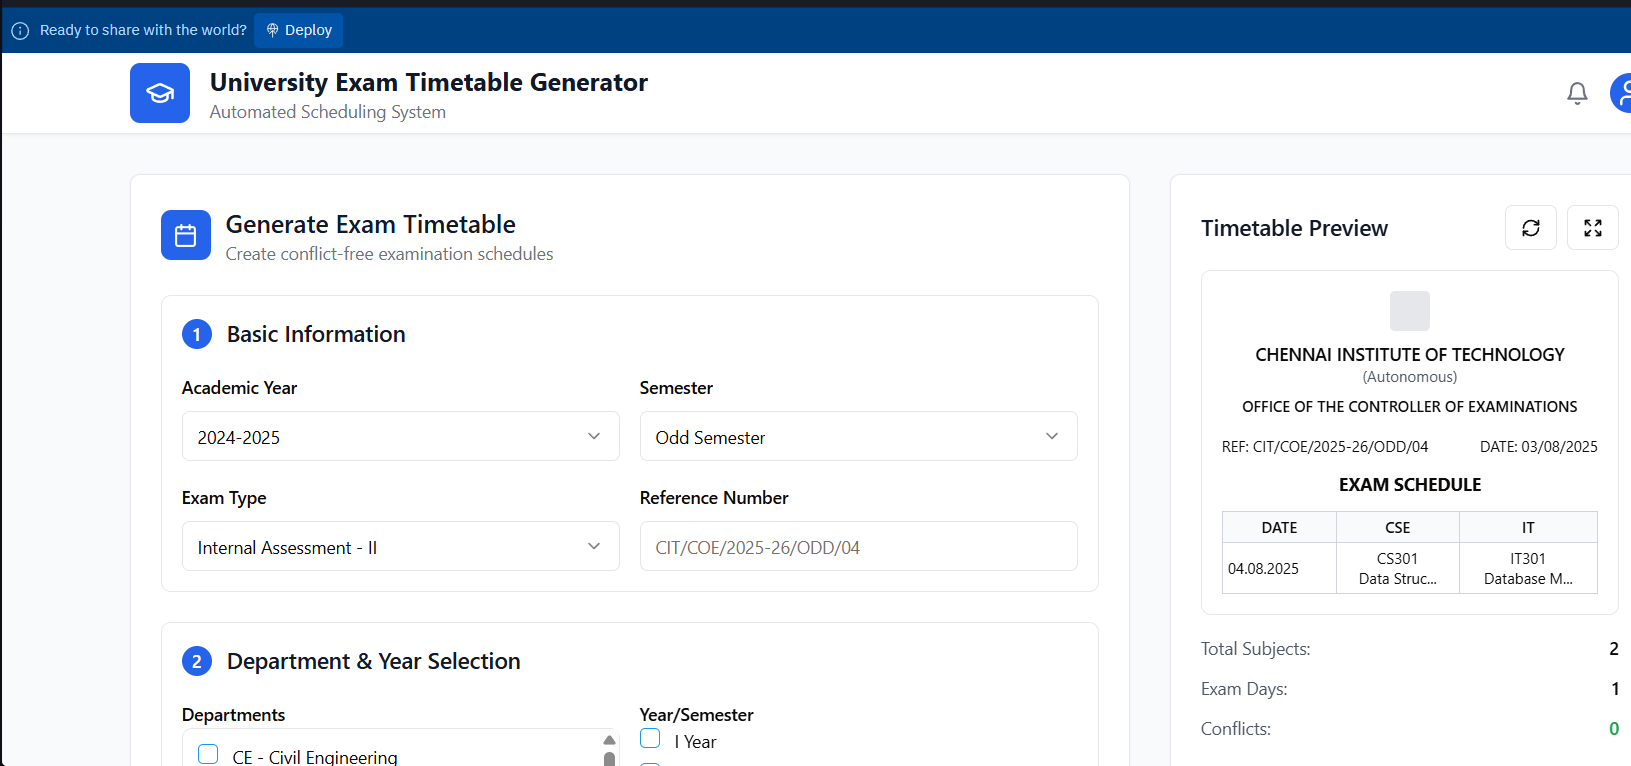 Ready to share with the world? Deploy
University Exam Timetable Generator
Automated Scheduling System
Generate Exam Timetable
Create conflict-free examination schedules
1 Basic Information
Academic Year
2024-2025
Semester
Odd Semester
Exam Type
Internal Assessment - II
Reference Number
CIT/COE/2025-26/ODD/04
2 Department & Year Selection
Departments
CE - Civil Engineering
Year/Semester
I Year
Timetable Preview
CHENNAI INSTITUTE OF TECHNOLOGY
(Autonomous)
OFFICE OF THE CONTROLLER OF EXAMINATIONS
REF: CIT/COE/2025-26/ODD/04 DATE: 03/08/2025
EXAM SCHEDULE
DATE CSE IT
04.08.2025 CS301 Data Struc... IT301 Database M...
Total Subjects: 2
Exam Days: 1
Conflicts: 0